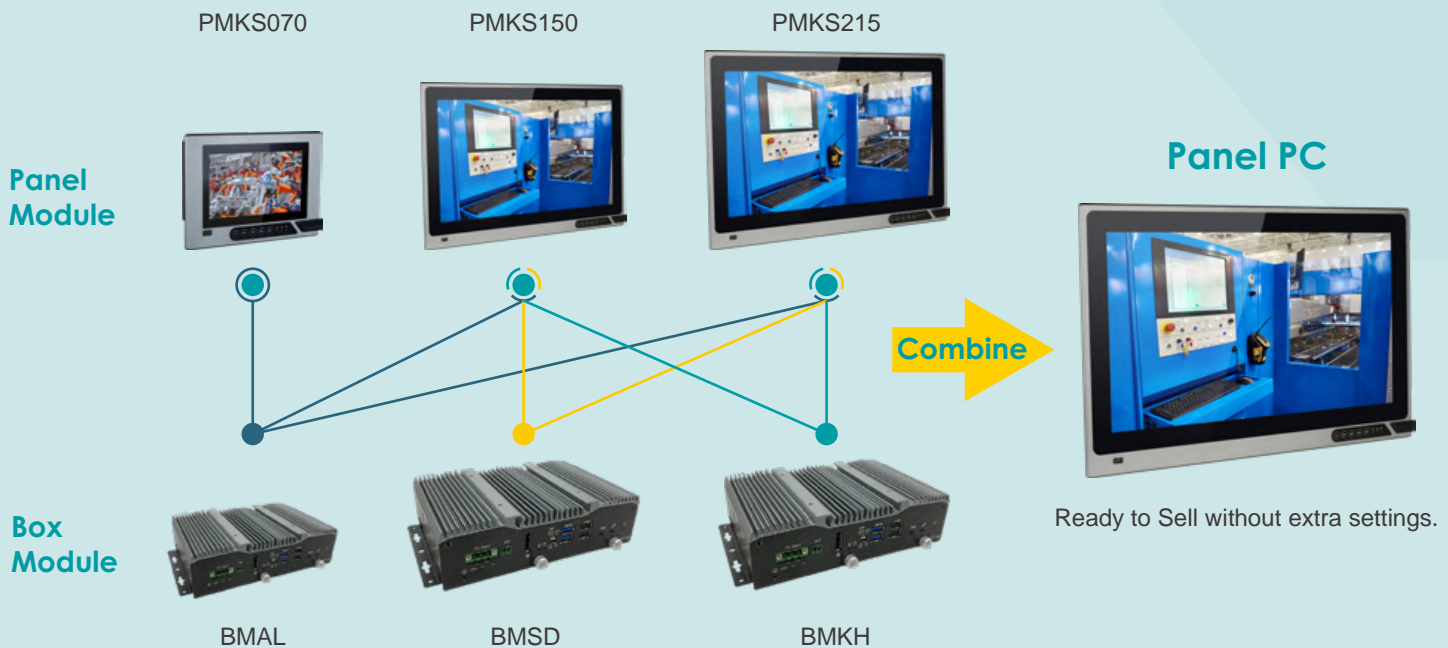 PMKS070
PMKS150
PMKS215
Panel
Module
Panel PC
Combine
Ready to Sell without extra settings.
Box
Module
BMAL
BMSD
BMKH